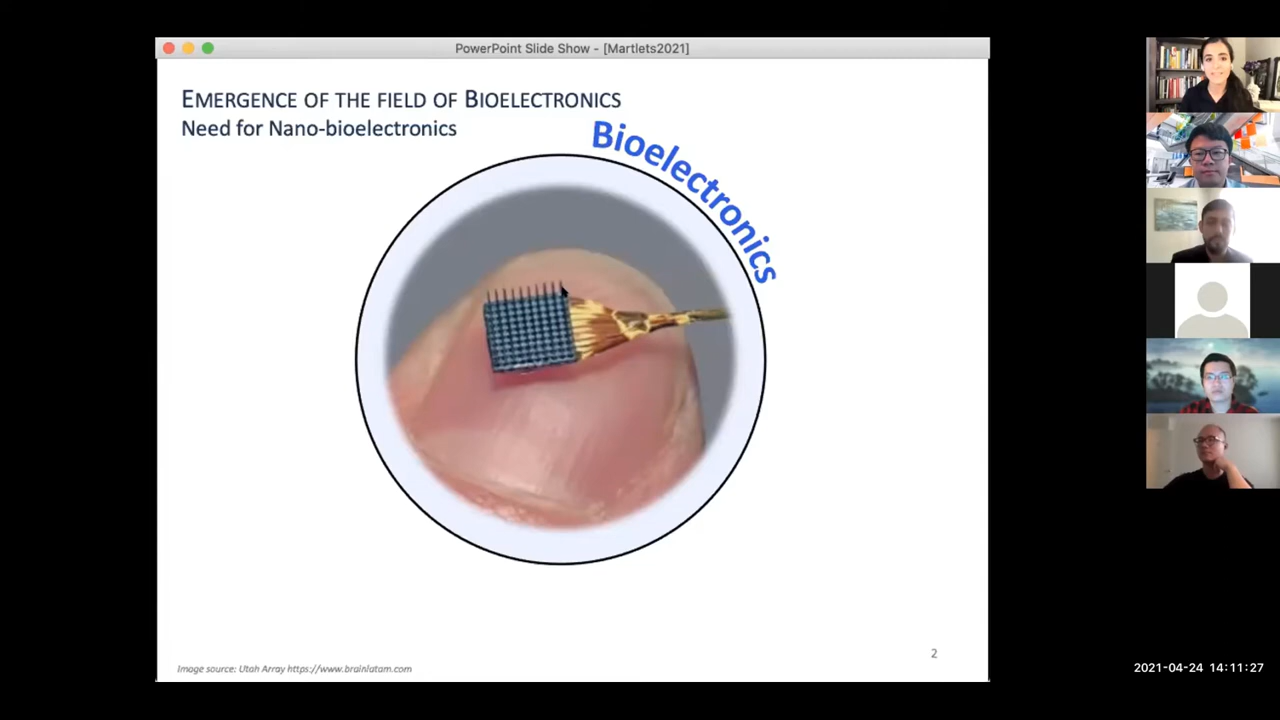 PowerPoint Slide Show - [Martlets2021]
EMERGENCE OF THE FIELD OF BIOELECTRONICS
Need for Nano-bioelectronics
Bioelectronics
Image source: Utah Array https://www.brainlatam.com
2
2021-04-24 14:11:27